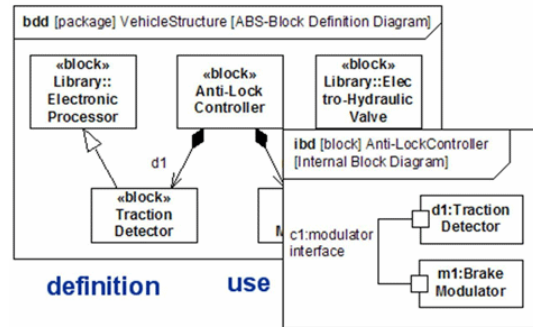 bdd [package] VehicleStructure [ABS-Block Definition Diagram]
«block»
Library::
Electronic
Processor
«block»
Anti-Lock
Controller
«block»
Library::Elec
tro-Hydraulic
Valve
d1
«block»
Traction
Detector
ibd [block] Anti-LockController
[Internal Block Diagram]
c1:modulator
interface
d1:Traction
Detector
m1:Brake
Modulator
definition
use